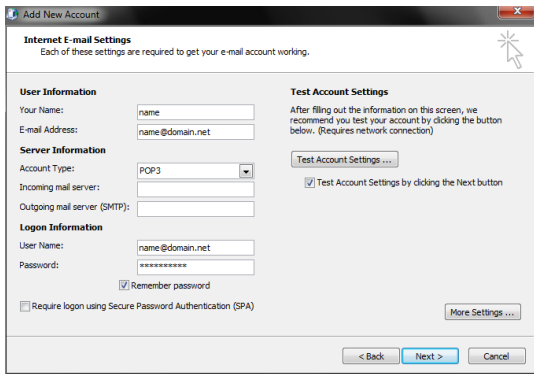 Add New Account
Internet E-mail Settings
Each of these settings are required to get your e-mail account working.
User Information
Your Name:
name
E-mail Address:
name@domain.net
Server Information
Account Type:
POP3
Incoming mail server:
Outgoing mail server (SMTP):
Logon Information
User Name:
name@domain.net
Password:
**********
Remember password
Require logon using Secure Password Authentication (SPA)
Test Account Settings
After filling out the information on this screen, we
recommend you test your account by clicking the button
below. (Requires network connection)
Test Account Settings ...
Test Account Settings by clicking the Next button
More Settings ...
< Back
Next >
Cancel